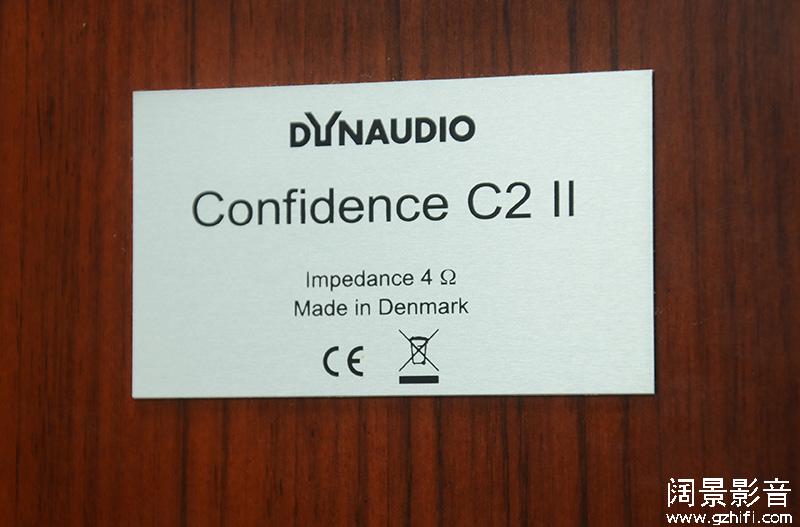 DYNAUDIO
Confidence C2 II
Impedance 4 Ω
Made in Denmark
CE
阔景影音
www.gzhifi.com